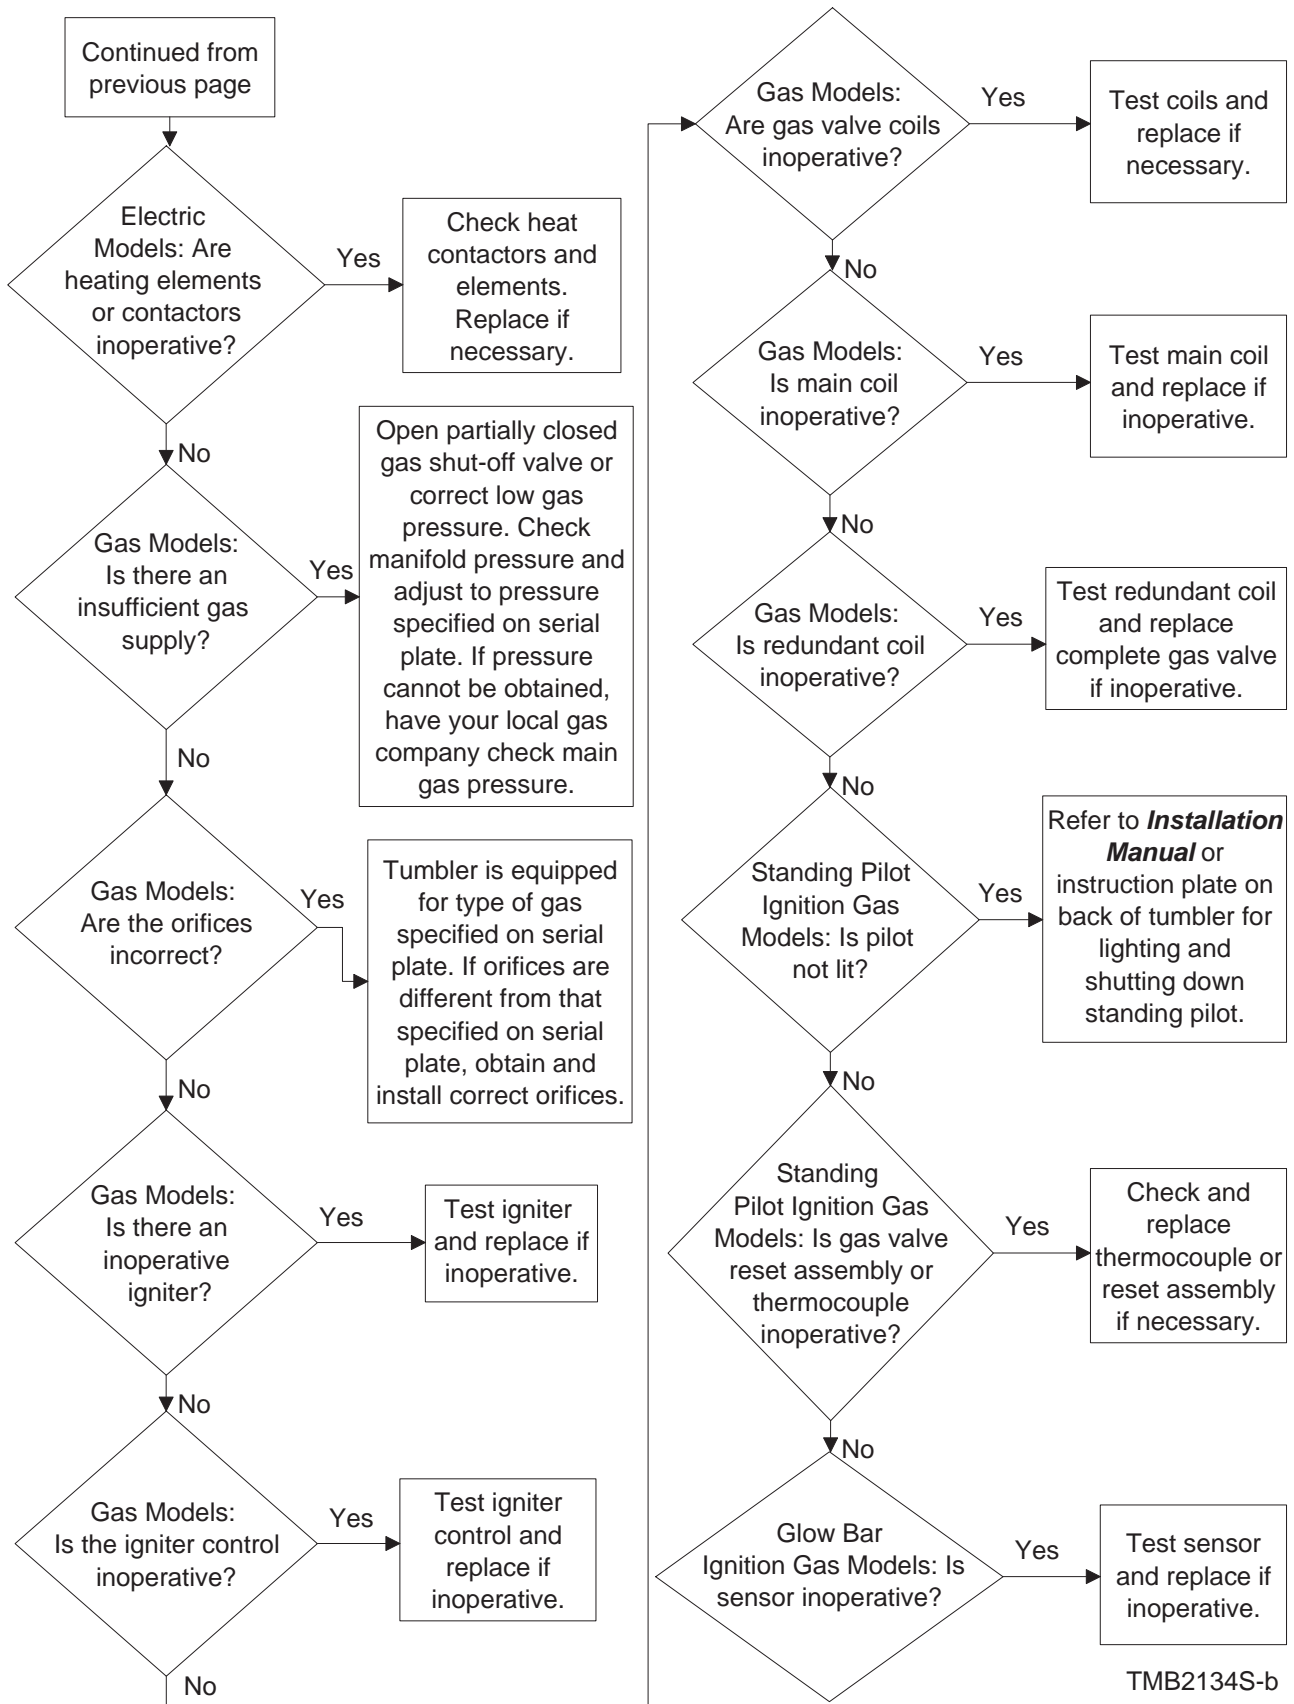 Continued from
previous page
Electric
Models: Are
heating elements
or contactors
inoperative?
Yes
Check heat
contactors and
elements.
Replace if
necessary.
No
Gas Models:
Is there an
insufficient gas
supply?
Yes
Open partially closed
gas shut-off valve or
correct low gas
pressure. Check
manifold pressure and
adjust to pressure
specified on serial
plate. If pressure
cannot be obtained,
have your local gas
company check main
gas pressure.
No
Gas Models:
Are the orifices
incorrect?
Yes
Tumbler is equipped
for type of gas
specified on serial
plate. If orifices are
different from that
specified on serial
plate, obtain and
install correct orifices.
No
Gas Models:
Is there an
inoperative
igniter?
Yes
Test igniter
and replace if
inoperative.
No
Gas Models:
Is the igniter control
inoperative?
Yes
Test igniter
control and
replace if
inoperative.
No
Gas Models:
Are gas valve coils
inoperative?
Yes
Test coils and
replace if
necessary.
No
Gas Models:
Is main coil
inoperative?
Yes
Test main coil
and replace if
inoperative.
No
Gas Models:
Is redundant coil
inoperative?
Yes
Test redundant coil
and replace
complete gas valve
if inoperative.
No
Standing Pilot
Ignition Gas
Models: Is pilot
not lit?
Yes
Refer to Installation
Manual or
instruction plate on
back of tumbler for
lighting and
shutting down
standing pilot.
No
Standing
Pilot Ignition Gas
Models: Is gas valve
reset assembly or
thermocouple
inoperative?
Yes
Check and
replace
thermocouple or
reset assembly
if necessary.
No
Glow Bar
Ignition Gas Models: Is
sensor inoperative?
Yes
Test sensor
and replace if
inoperative.
TMB2134S-b